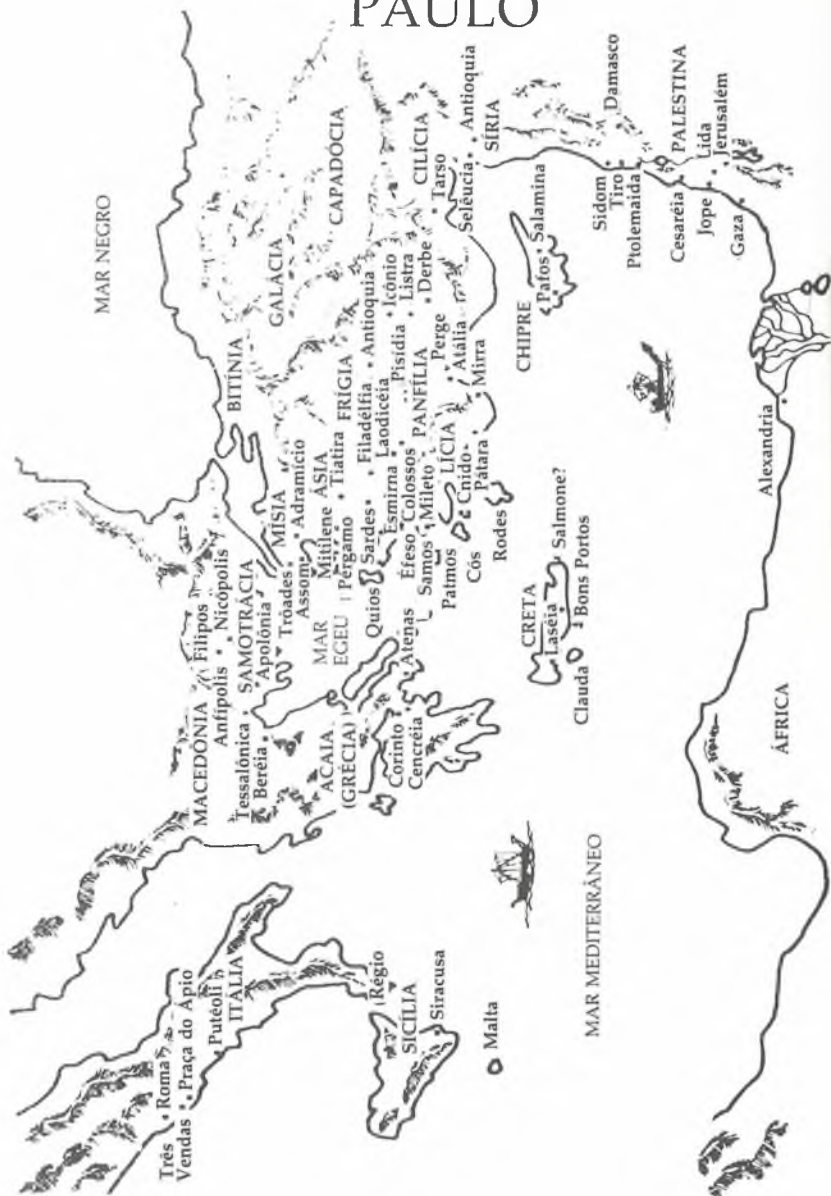 PAULO
MAR NEGRO
BITÍNIA
GALÁCIA
CAPADÓCIA
MACEDÔNIA
Filipos
Anfípolis
Nicópolis
Tessalônica
SAMOTRÁCIA
Beréia
Apolônia
MÍSIA
Trôades
Adramício
Assom
MAR
EGEU
Mitilene
ÁSIA
Pérgamo
Tiatira
FRÍGIA
Quios
Sardes
Filadélfia
Antioquia
Esmirna
Laodicéia
Icônio
Pisídia
Listra
Derbe
CILÍCIA
Tarso
Antioquia
Selêucia
SÍRIA
Éfeso
Colossos
PANFÍLIA
Perge
Samos
Mileto
Atália
Patmos
LÍCIA
Mirra
Cós
Cnido
Pátara
Rodes
ACAIA
(GRÉCIA)
Atenas
Corinto
Cencréia
Três
Vendas
Roma
Praça do Ápio
Putéoli
ITÁLIA
Régio
SICÍLIA
Siracusa
Malta
CRETA
Laséia
Salmone?
Clauda
Bons Portos
CHIPRE
Pafos
Salamina
Sidom
Tiro
Ptolemaida
Damasco
Cesaréia
PALESTINA
Jope
Lida
Jerusalém
Gaza
MAR MEDITERRÂNEO
Alexandria
ÁFRICA